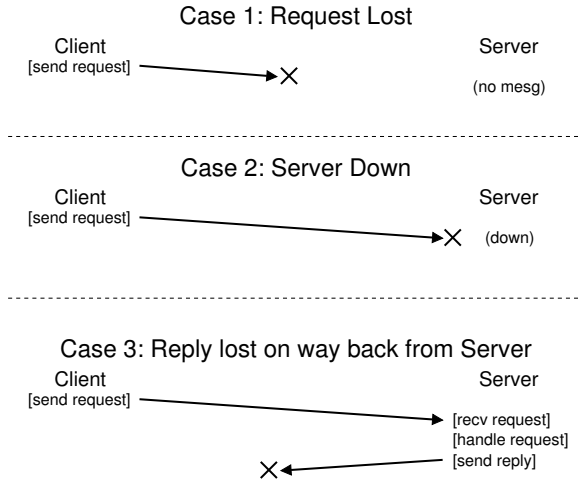 Case 1: Request Lost
Client Server
[send request]
(no mesg)
Case 2: Server Down
Client Server
[send request]
(down)
Case 3: Reply lost on way back from Server
Client Server
[send request]
[recv request]
[handle request]
[send reply]